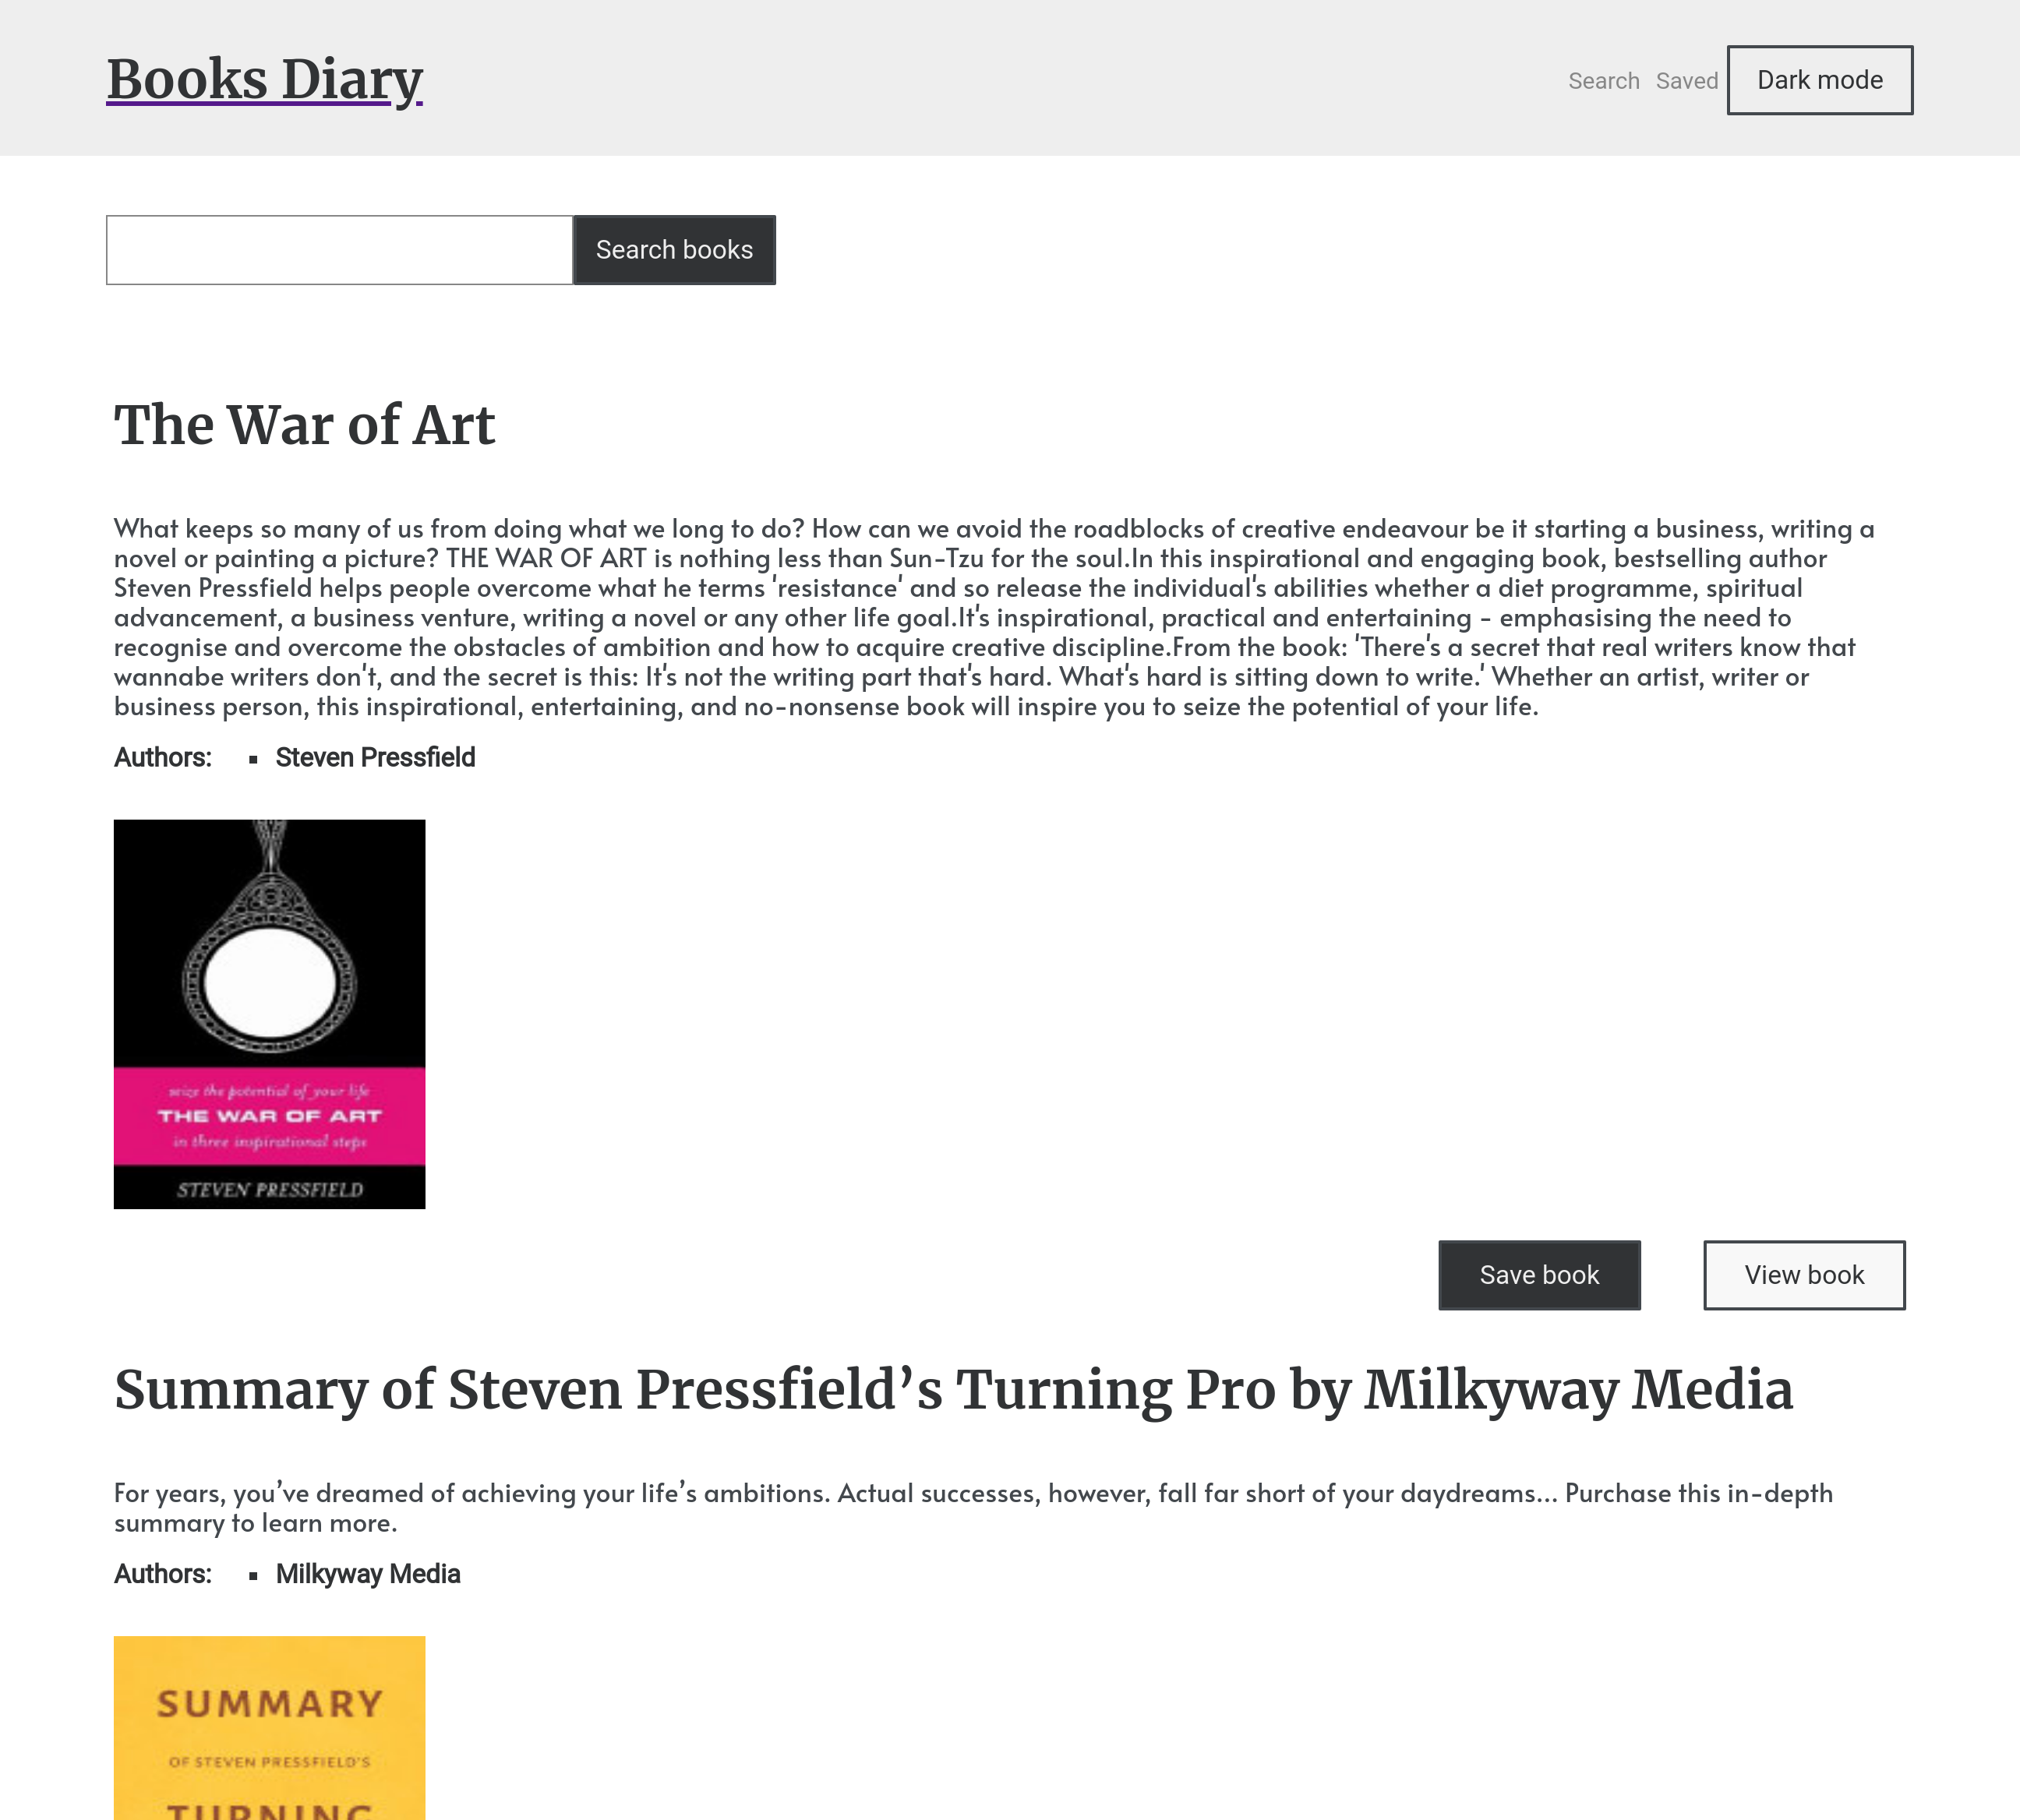 Books Diary
Search Saved Dark mode
Search books
The War of Art
What keeps so many of us from doing what we long to do? How can we avoid the roadblocks of creative endeavour be it starting a business, writing a
novel or painting a picture? THE WAR OF ART is nothing less than Sun-Tzu for the soul.In this inspirational and engaging book, bestselling author
Steven Pressfield helps people overcome what he terms 'resistance' and so release the individual's abilities whether a diet programme, spiritual
advancement, a business venture, writing a novel or any other life goal.It's inspirational, practical and entertaining - emphasising the need to
recognise and overcome the obstacles of ambition and how to acquire creative discipline.From the book: 'There's a secret that real writers know that
wannabe writers don't, and the secret is this: It's not the writing part that's hard. What's hard is sitting down to write.' Whether an artist, writer or
business person, this inspirational, entertaining, and no-nonsense book will inspire you to seize the potential of your life.
Authors: ▪ Steven Pressfield
seize the potential of your life
THE WAR OF ART
in three inspirational steps
STEVEN PRESSFIELD
Save book View book
Summary of Steven Pressfield’s Turning Pro by Milkyway Media
For years, you’ve dreamed of achieving your life’s ambitions. Actual successes, however, fall far short of your daydreams... Purchase this in-depth
summary to learn more.
Authors: ▪ Milkyway Media
SUMMARY
OF STEVEN PRESSFIELD'S
TURNING